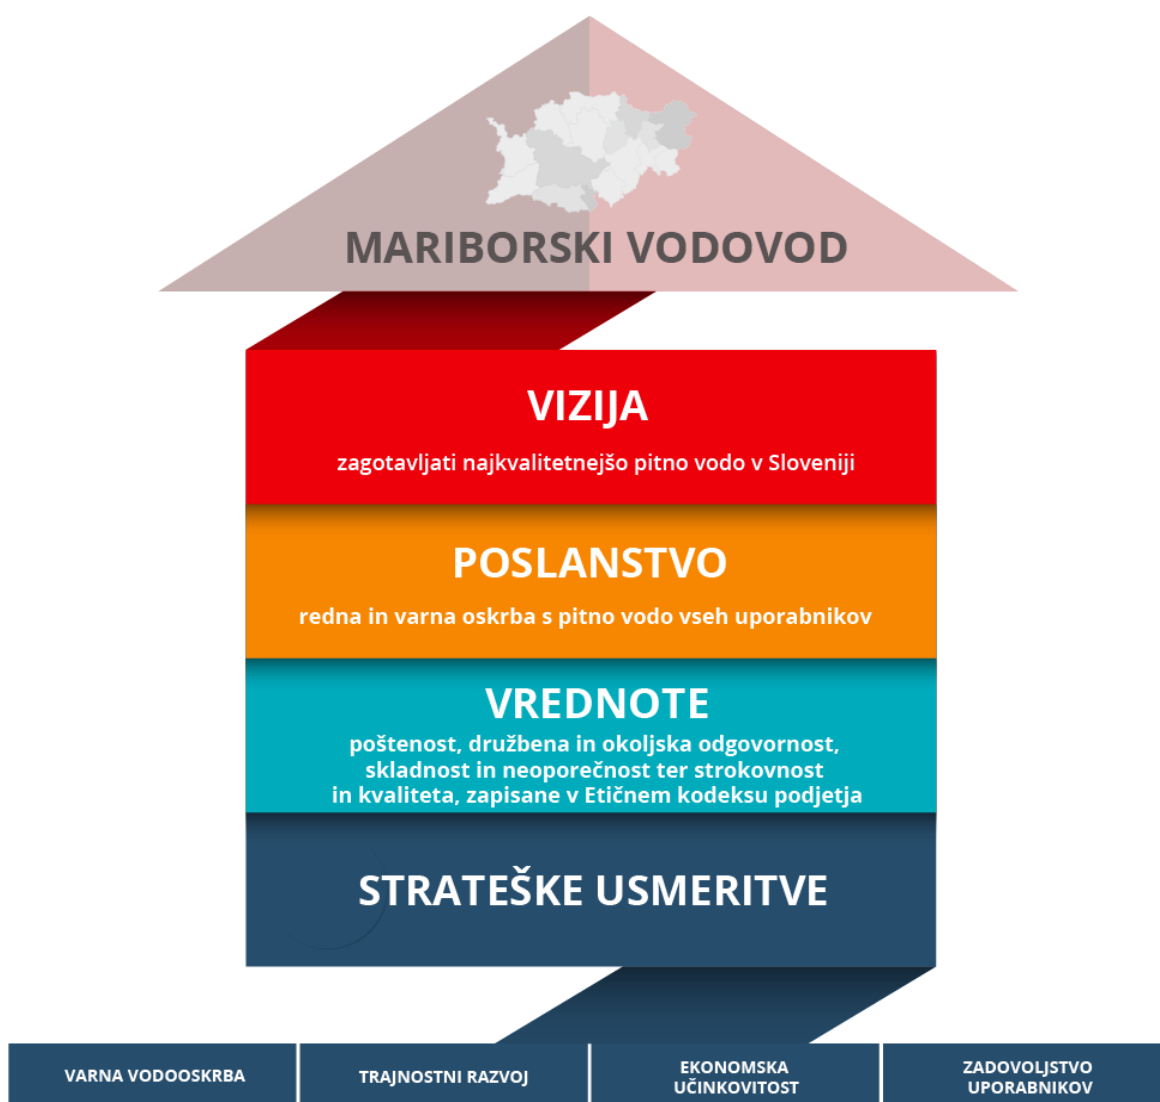 MARIBORSKI VODOVOD
VIZIJA
zagotavljati najkvalitetnejšo pitno vodo v Sloveniji
POSLANSTVO
redna in varna oskrba s pitno vodo vseh uporabnikov
VREDNOTE
poštenost, družbena in okoljska odgovornost,
skladnost in neoporečnost ter strokovnost
in kvaliteta, zapisane v Etičnem kodeksu podjetja
STRATEŠKE USMERITVE
VARNA VODOOSKRBA
TRAJNOSTNI RAZVOJ
EKONOMSKA
UČINKOVITOST
ZADOVOLJSTVO
UPORABNIKOV